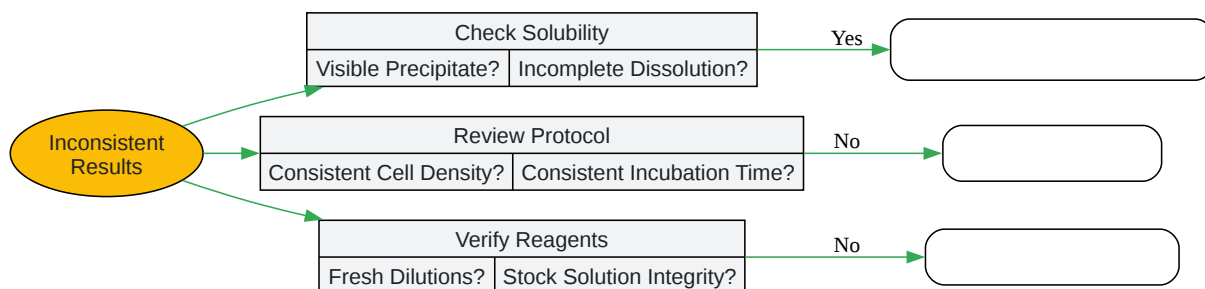 Inconsistent
Results
Check Solubility
Visible Precipitate? Incomplete Dissolution?
Yes
Review Protocol
Consistent Cell Density? Consistent Incubation Time?
No
Verify Reagents
Fresh Dilutions? Stock Solution Integrity?
No